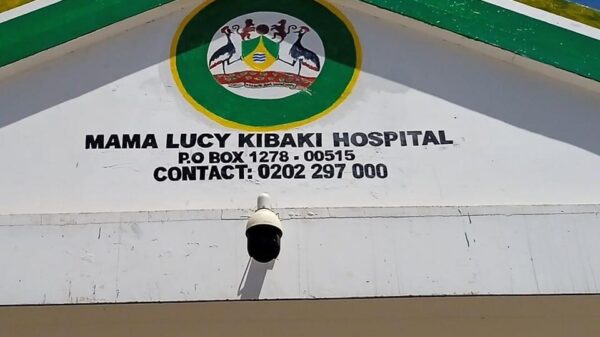 MAMA LUCY KIBAKI HOSPITAL
P.O BOX 1278 - 00515
CONTACT: 0202 297 000